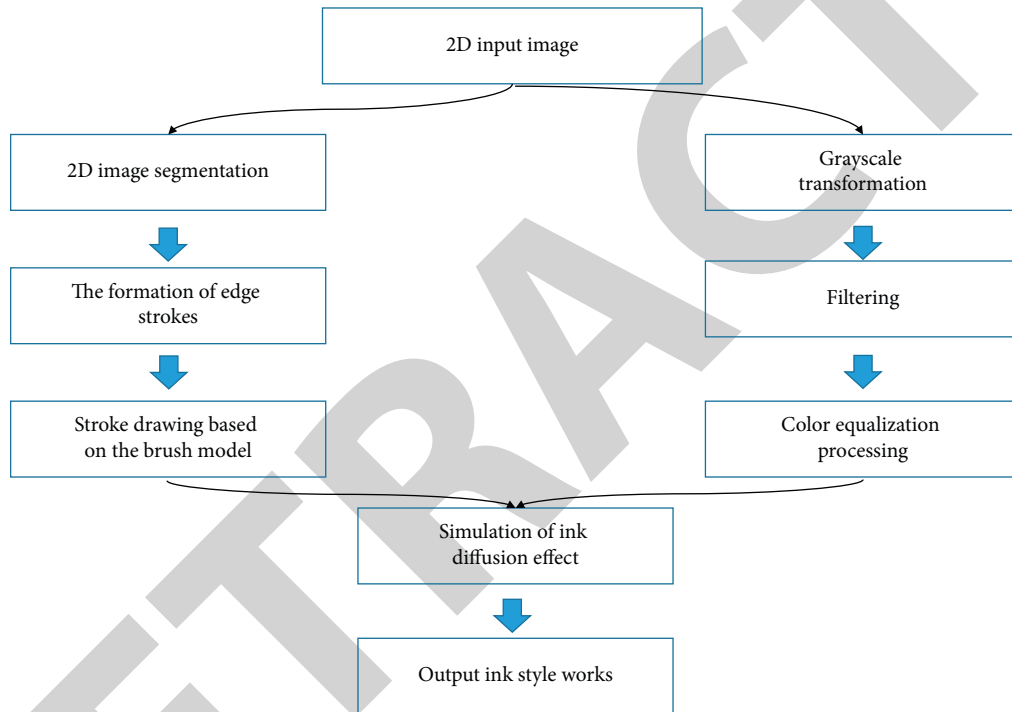 2D input image
2D image segmentation
Grayscale
transformation
The formation of edge
strokes
Filtering
Stroke drawing based
on the brush model
Color equalization
processing
Simulation of ink
diffusion effect
Output ink style works
ETRACT